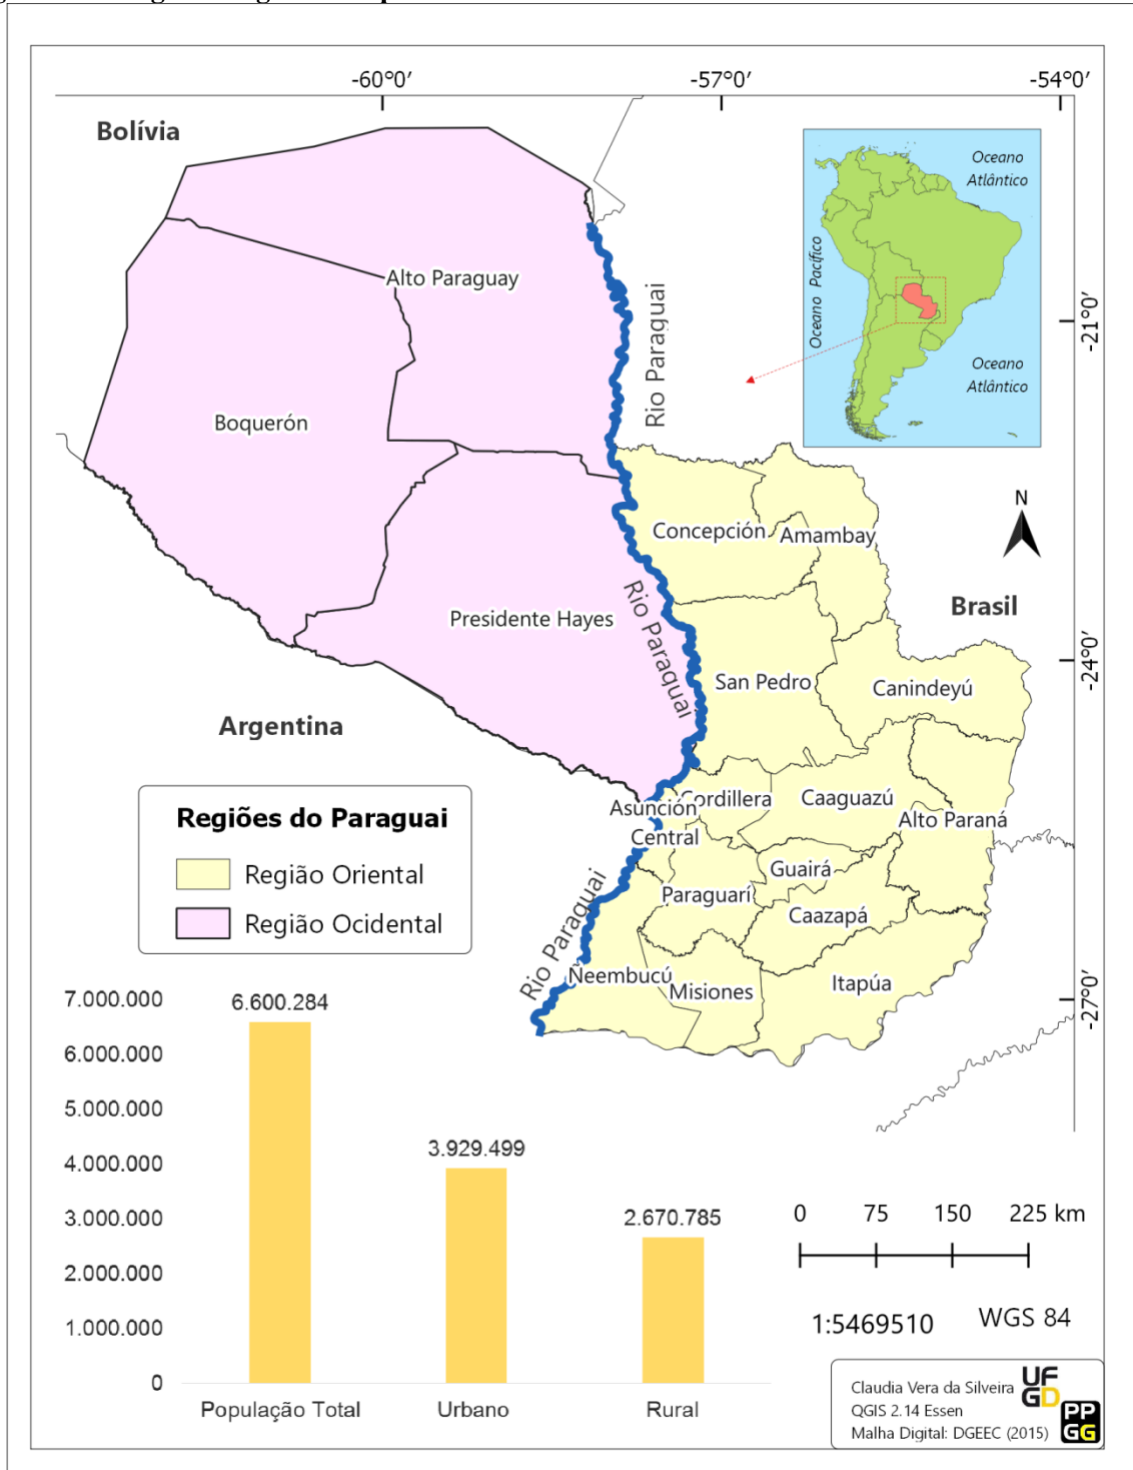 -60°0′ -57°0′ -54°0′
Bolívia
Oceano
Atlântico
Oceano Pacífico
Oceano
Atlântico
-21°0′
Alto Paraguay
Rio Paraguai
Boquerón
N
Concepción
Amambay
Brasil
Presidente Hayes
Rio Paraguai
-24°0′
San Pedro
Canindeyú
Argentina
Regiões do Paraguai
Região Oriental
Região Ocidental
Asunción
Cordillera
Caaguazú
Alto Paraná
Central
Guairá
Paraguarí
Caazapá
Rio Paraguai
Neembucú
Misiones
Itapúa
-27°0′
7.000.000
6.000.000
5.000.000
4.000.000
3.000.000
2.000.000
1.000.000
0
6.600.284
3.929.499
2.670.785
População Total
Urbano
Rural
0 75 150 225 km
1:5469510
WGS 84
Claudia Vera da Silveira
QGIS 2.14 Essen
Malha Digital: DGEEC (2015)
UF
GD
PP
GG